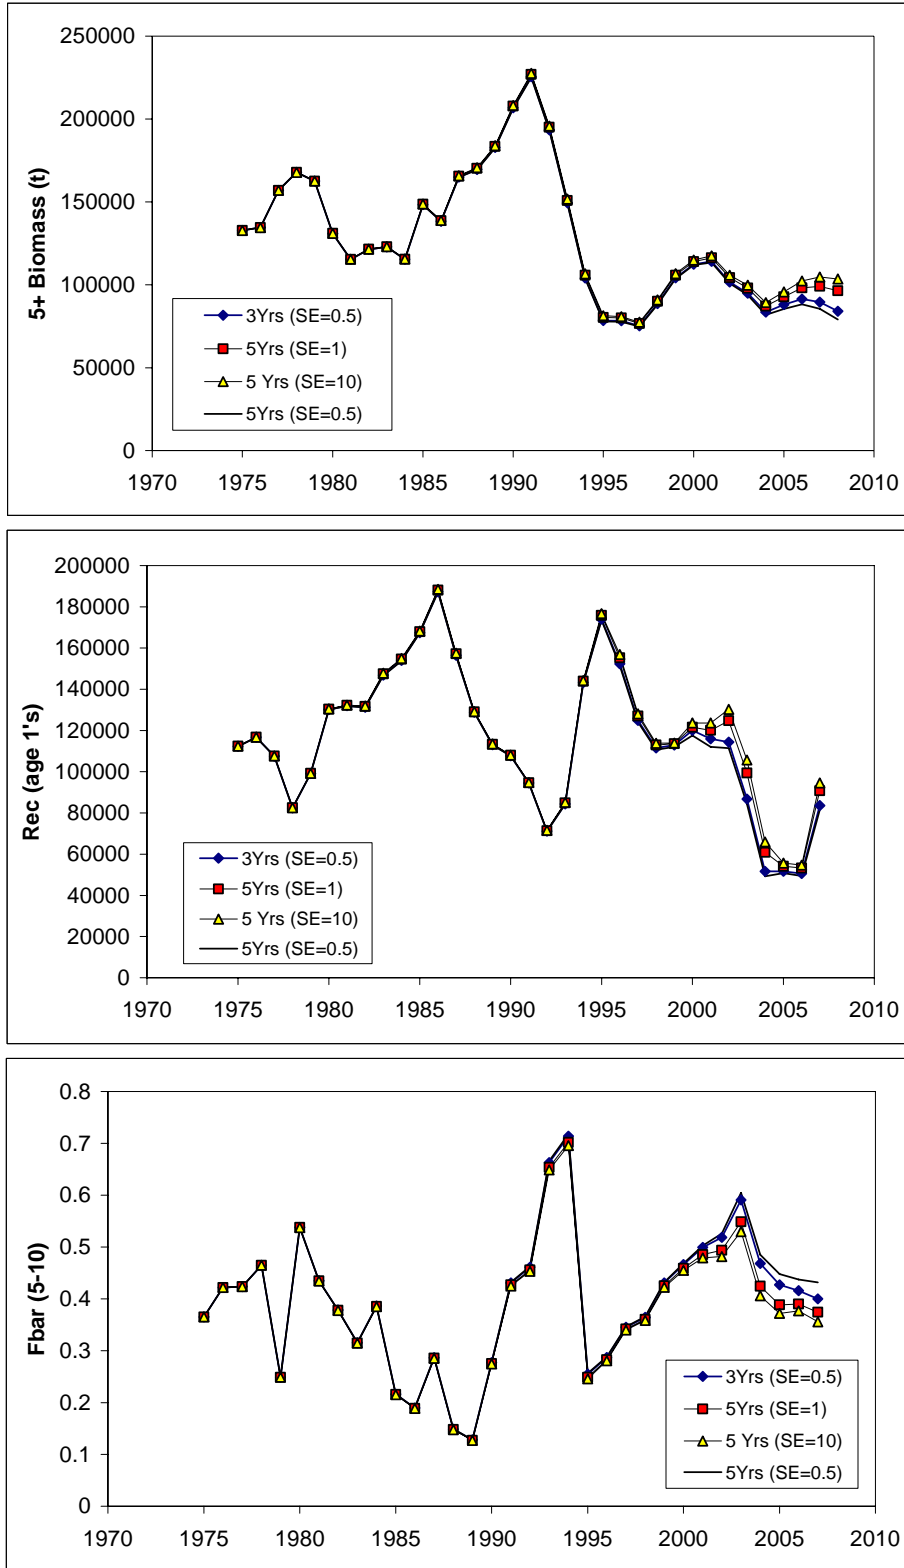 250000
200000
150000
100000
50000
0
5+ Biomass (t)
3Yrs (SE=0.5)
5Yrs (SE=1)
5 Yrs (SE=10)
5Yrs (SE=0.5)
1970 1975 1980 1985 1990 1995 2000 2005 2010
200000
180000
160000
140000
120000
100000
80000
60000
40000
20000
0
Rec (age 1's)
3Yrs (SE=0.5)
5Yrs (SE=1)
5 Yrs (SE=10)
5Yrs (SE=0.5)
1970 1975 1980 1985 1990 1995 2000 2005 2010
0.8
0.7
0.6
0.5
0.4
0.3
0.2
0.1
0
Fbar (5-10)
3Yrs (SE=0.5)
5Yrs (SE=1)
5 Yrs (SE=10)
5Yrs (SE=0.5)
1970 1975 1980 1985 1990 1995 2000 2005 2010